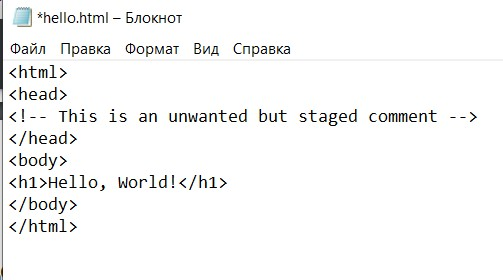 *hello.html – Блокнот
Файл Правка Формат Вид Справка
<html>
<head>
<!-- This is an unwanted but staged comment -->
</head>
<body>
<h1>Hello, World!</h1>
</body>
</html>